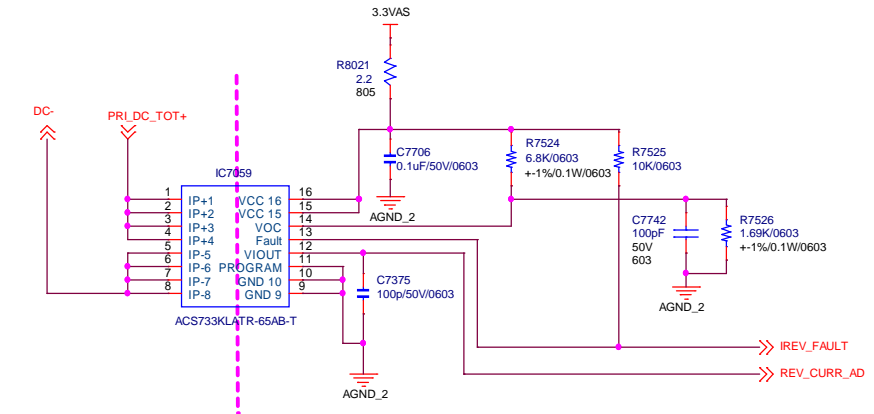 3.3VAS
R8021
2.2
805
DC-
PRI_DC_TOT+
C7706
0.1uF/50V/0603
R7524
6.8K/0603
+-1%/0.1W/0603
R7525
10K/0603
AGND_2
IC7059
1 IP+1 VCC 16 16
2 IP+2 VCC 15 15
3 IP+3 VOC 14
4 IP+4 Fault 13
5 IP-5 VIOUT 12
6 IP-6 PROGRAM 11
7 IP-7 GND 10 10
8 IP-8 GND 9 9
ACS733KLATR-65AB-T
C7742
100pF
50V
603
R7526
1.69K/0603
+-1%/0.1W/0603
AGND_2
C7375
100p/50V/0603
AGND_2
IREV_FAULT
REV_CURR_AD